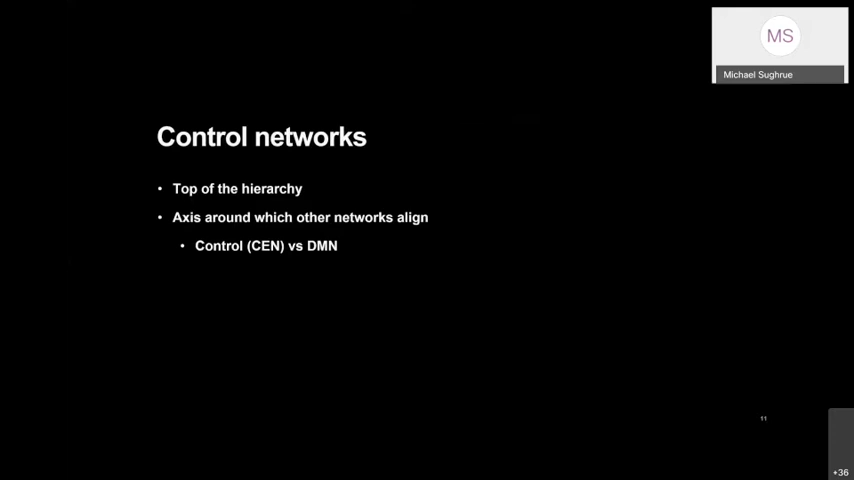 MS
Michael Sughrue
Control networks
• Top of the hierarchy
• Axis around which other networks align
• Control (CEN) vs DMN
11
+36